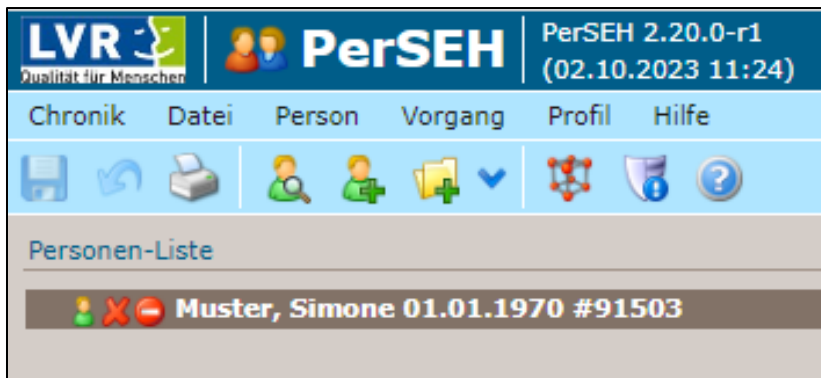 LVR
Qualität für Menschen
PerSEH
PerSEH 2.20.0-r1
(02.10.2023 11:24)
Chronik Datei Person Vorgang Profil Hilfe
Personen-Liste
Muster, Simone 01.01.1970 #91503